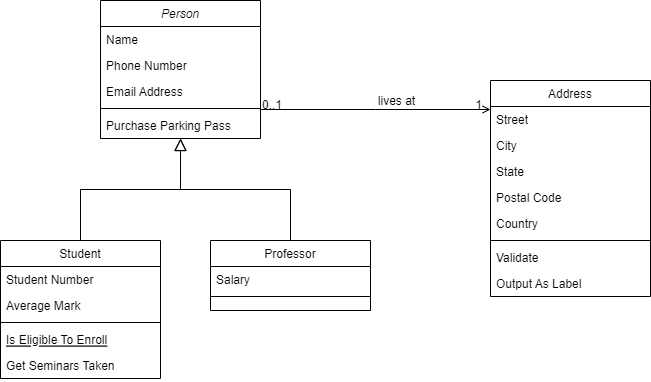 Person
Name
Phone Number
Email Address
Purchase Parking Pass
0..1
lives at
1
Address
Street
City
State
Postal Code
Country
Validate
Output As Label
Student
Student Number
Average Mark
Is Eligible To Enroll
Get Seminars Taken
Professor
Salary